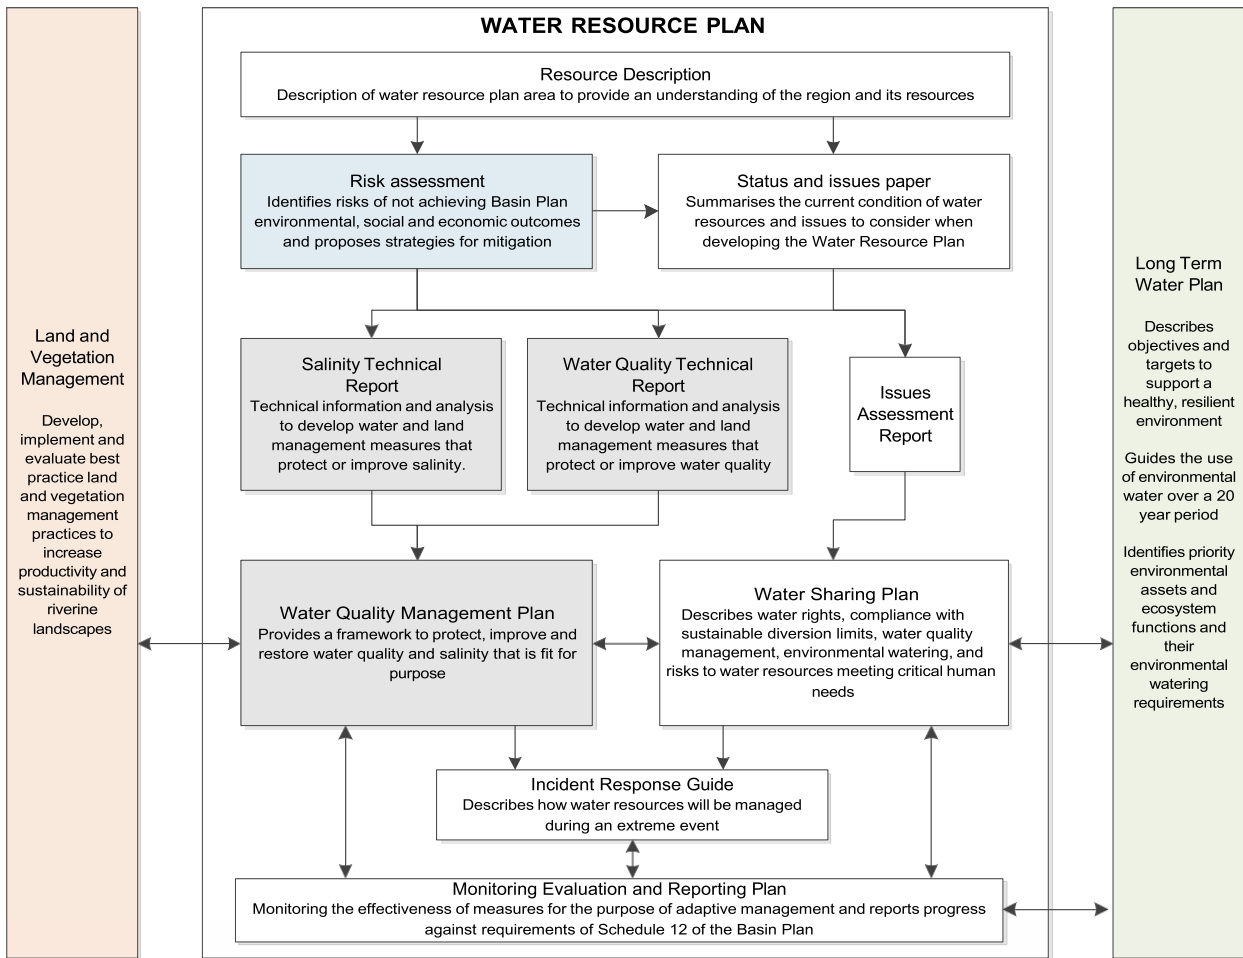 WATER RESOURCE PLAN
Resource Description
Description of water resource plan area to provide an understanding of the region and its resources
Risk assessment
Identifies risks of not achieving Basin Plan
environmental, social and economic outcomes
and proposes strategies for mitigation
Status and issues paper
Summarises the current condition of water
resources and issues to consider when
developing the Water Resource Plan
Land and
Vegetation
Management
Develop,
implement and
evaluate best
practice land
and vegetation
management
practices to
increase
productivity and
sustainability of
riverine
landscapes
Salinity Technical
Report
Technical information and analysis
to develop water and land
management measures that
protect or improve salinity.
Water Quality Technical
Report
Technical information and analysis
to develop water and land
management measures that
protect or improve water quality
Issues
Assessment
Report
Long Term
Water Plan
Describes
objectives and
targets to
support a
healthy, resilient
environment
Guides the use
of environmental
water over a 20
year period
Identifies priority
environmental
assets and
ecosystem
functions and
their
environmental
watering
requirements
Water Quality Management Plan
Provides a framework to protect, improve and
restore water quality and salinity that is fit for
purpose
Water Sharing Plan
Describes water rights, compliance with
sustainable diversion limits, water quality
management, environmental watering, and
risks to water resources meeting critical human
needs
Incident Response Guide
Describes how water resources will be managed
during an extreme event
Monitoring Evaluation and Reporting Plan
Monitoring the effectiveness of measures for the purpose of adaptive management and reports progress
against requirements of Schedule 12 of the Basin Plan